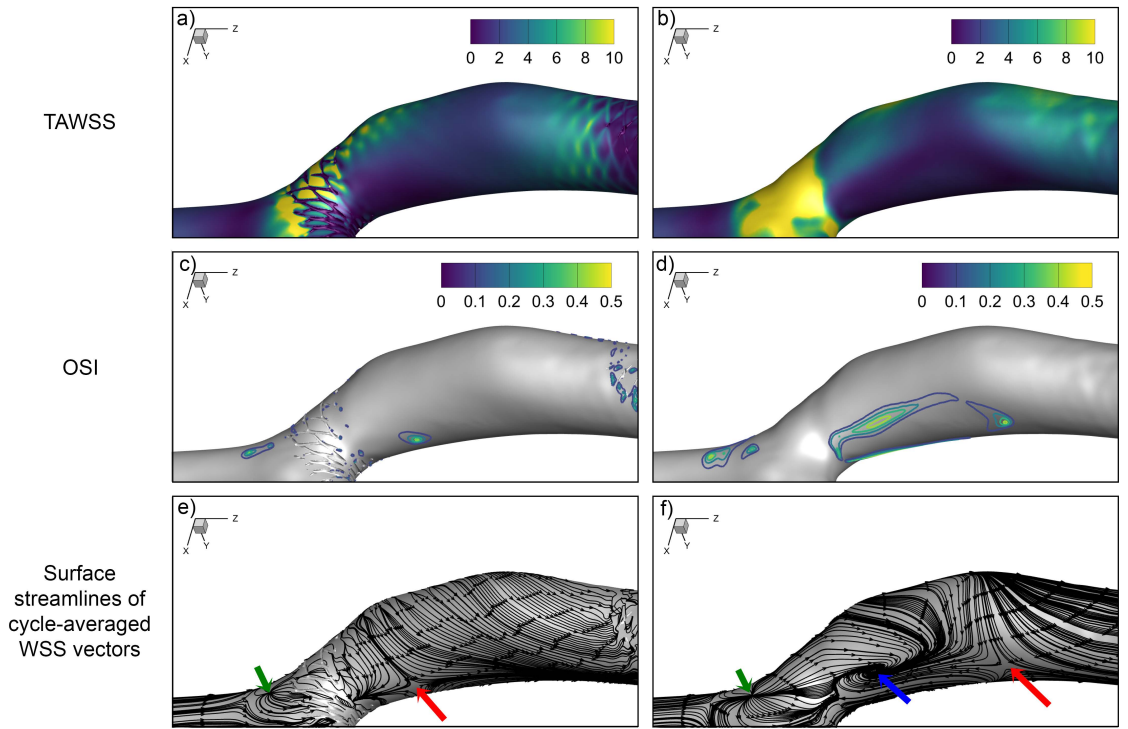 a)
Z
X
Y
0 2 4 6 8 10
b)
Z
X
Y
0 2 4 6 8 10
TAWSS
c)
Z
X
Y
0 0.1 0.2 0.3 0.4 0.5
d)
Z
X
Y
0 0.1 0.2 0.3 0.4 0.5
OSI
e)
Z
X
Y
f)
Z
X
Y
Surface
streamlines of
cycle-averaged
WSS vectors